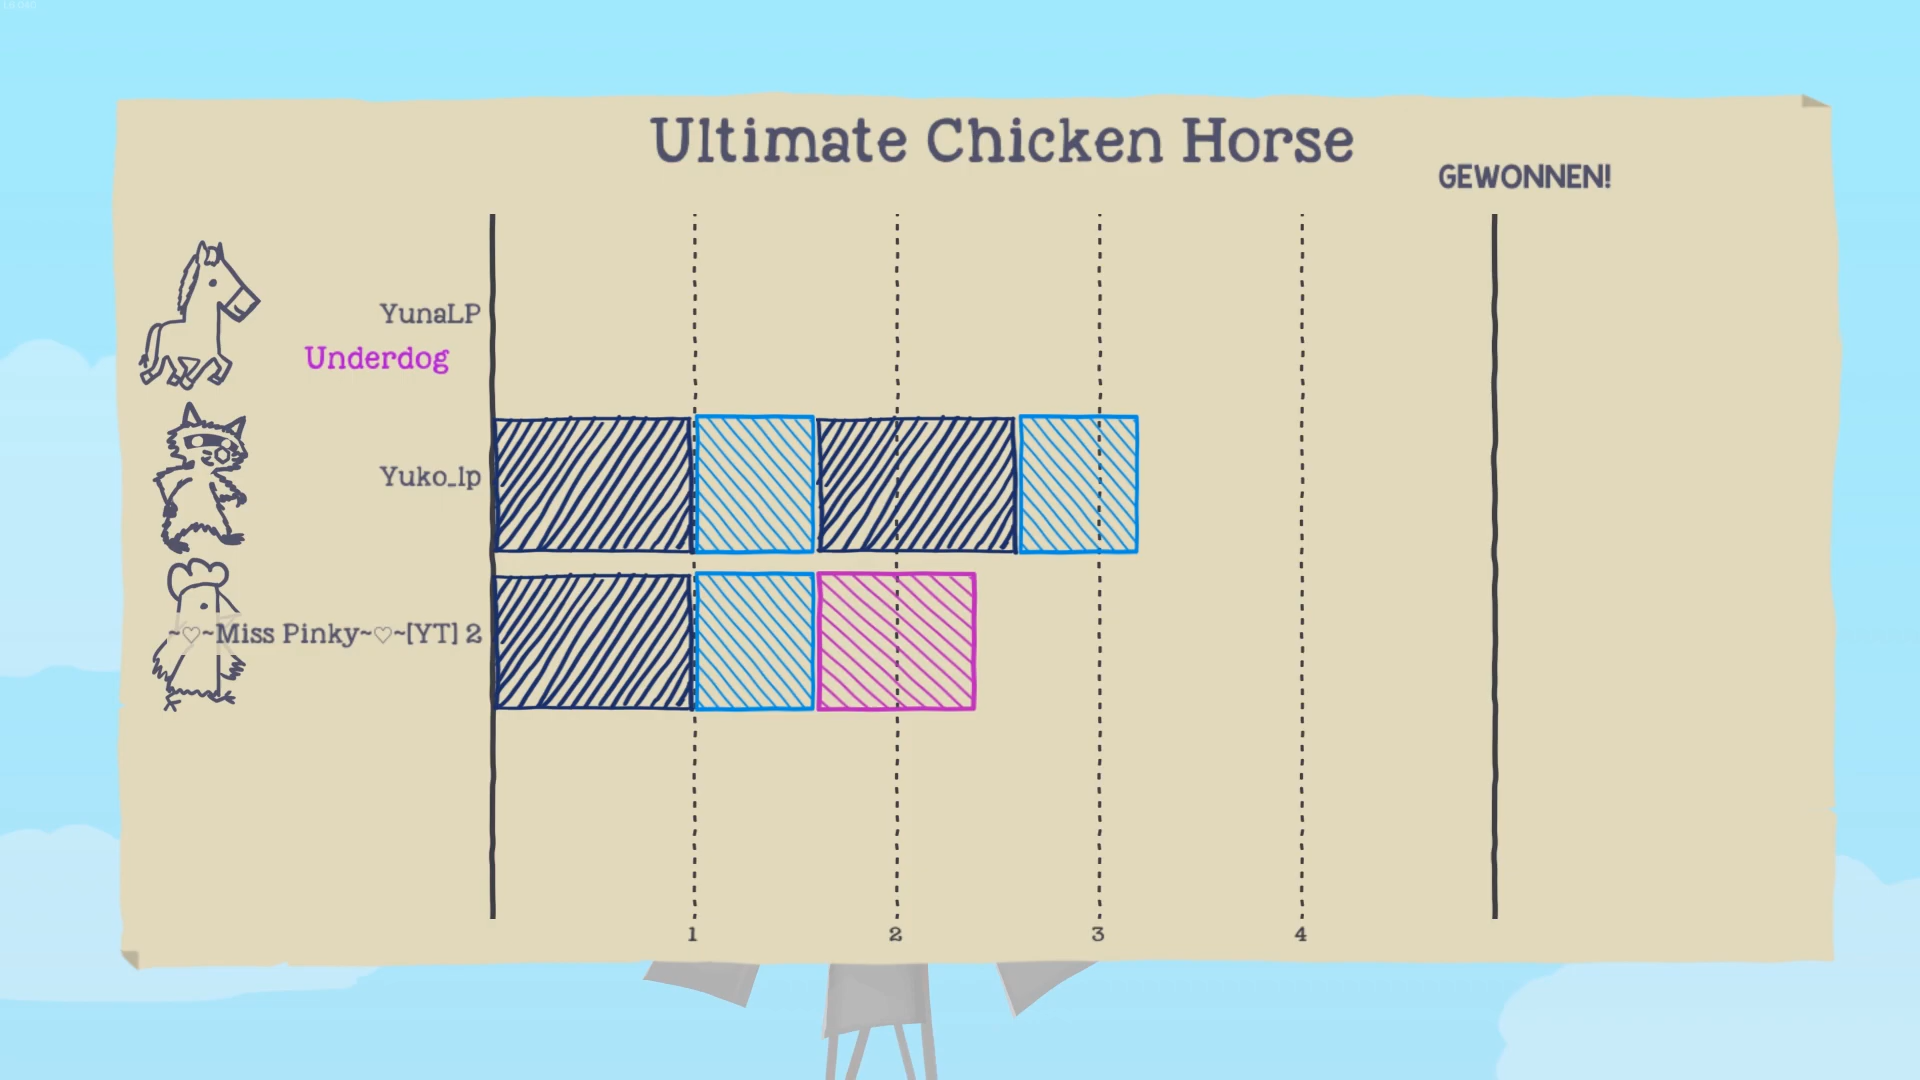 Ultimate Chicken Horse
GEWONNEN!
YunaLP
Underdog
Yuko_lp
~♡~Miss Pinky~♡~[YT] 2
1 2 3 4